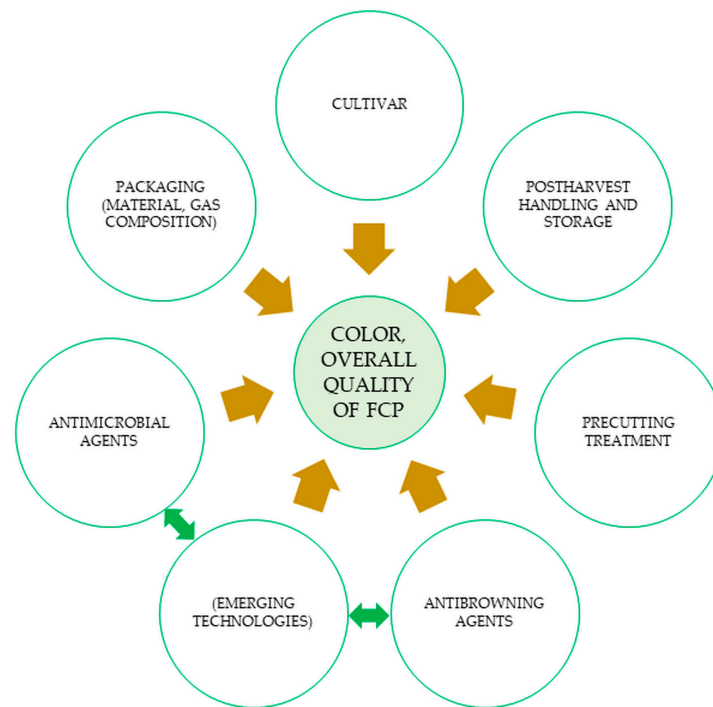 CULTIVAR
PACKAGING
(MATERIAL, GAS
COMPOSITION)
POSTHARVEST
HANDLING AND
STORAGE
COLOR,
OVERALL
QUALITY
OF FCP
ANTIMICROBIAL
AGENTS
PRECUTTING
TREATMENT
(EMERGING
TECHNOLOGIES)
ANTIBROWNING
AGENTS